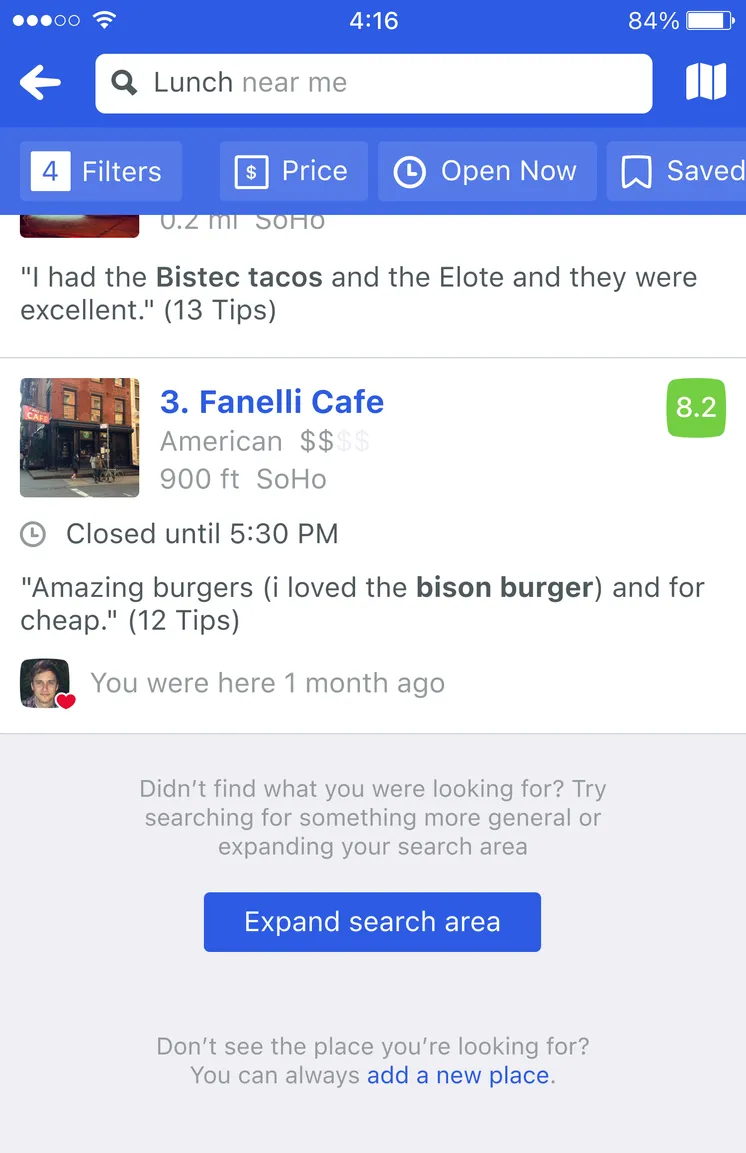 4:16
84%
Lunch near me
4 Filters
$ Price
Open Now
Saved
0.2 mi SoHo
"I had the Bistec tacos and the Elote and they were
excellent." (13 Tips)
CAFE
3. Fanelli Cafe
8.2
American $$$$
900 ft SoHo
Closed until 5:30 PM
"Amazing burgers (i loved the bison burger) and for
cheap." (12 Tips)
You were here 1 month ago
Didn’t find what you were looking for? Try
searching for something more general or
expanding your search area
Expand search area
Don’t see the place you’re looking for?
You can always add a new place.